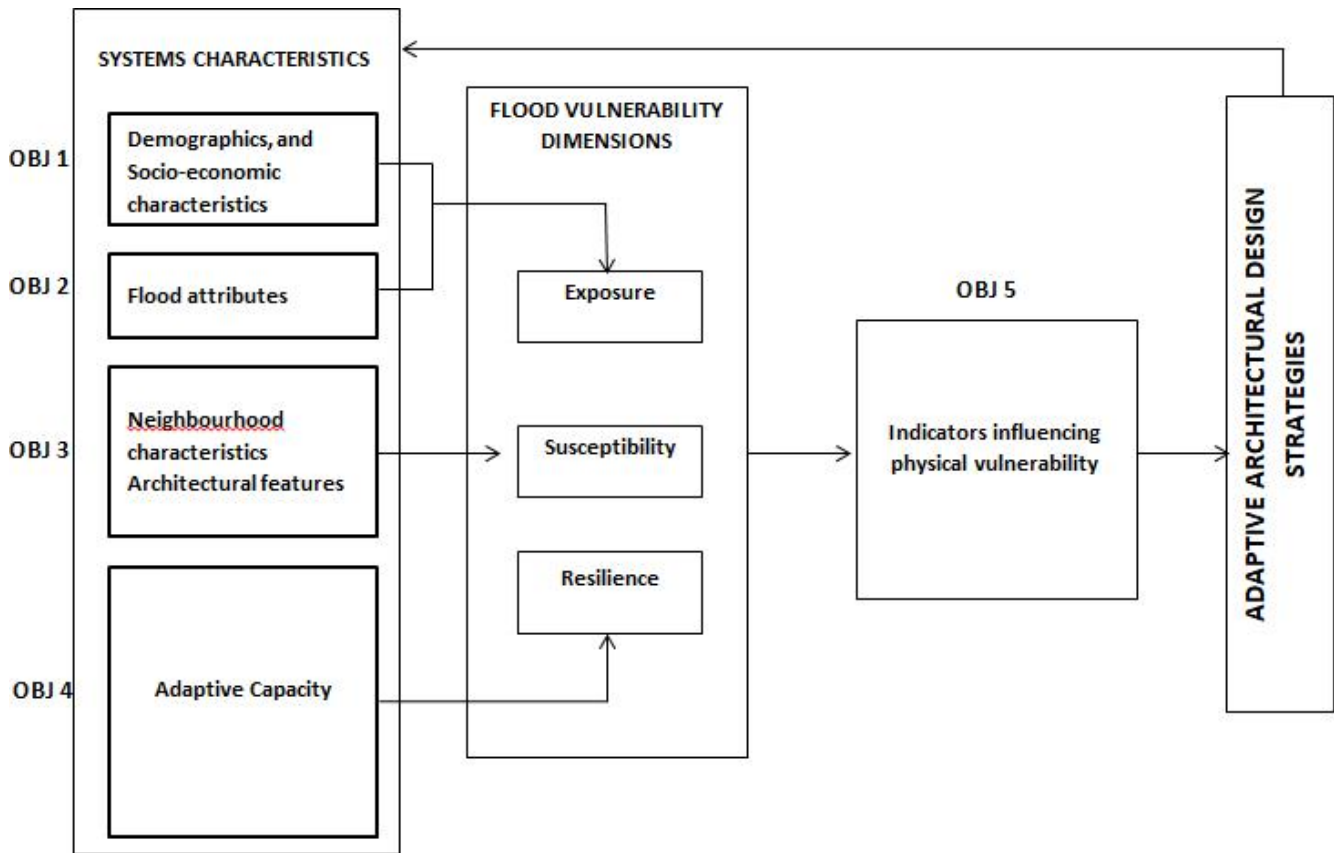 SYSTEMS CHARACTERISTICS
OBJ 1
Demographics, and
Socio-economic
characteristics
OBJ 2
Flood attributes
OBJ 3
Neighbourhood
characteristics
Architectural features
OBJ 4
Adaptive Capacity
FLOOD VULNERABILITY
DIMENSIONS
Exposure
Susceptibility
Resilience
OBJ 5
Indicators influencing
physical vulnerability
ADAPTIVE ARCHITECTURAL DESIGN
STRATEGIES